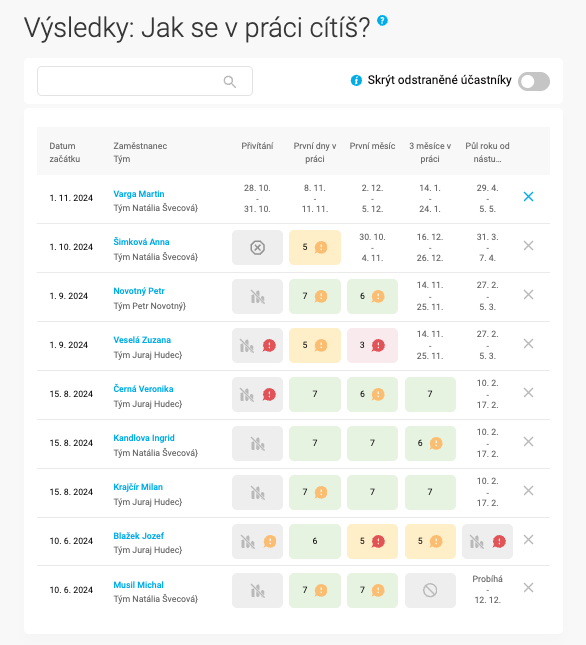 Výsledky: Jak se v práci cítíš? ?
Skrýt odstraněné účastníky
Datum začátku
Zaměstnanec Tým
Přivítání
První dny v práci
První měsíc
3 měsíce v práci
Půl roku od nástu...
1. 11. 2024
Varga Martin
Tým Natália Švecová}
28. 10. - 31. 10.
8. 11. - 11. 11.
2. 12. - 5. 12.
14. 1. - 24. 1.
29. 4. - 5. 5.
1. 10. 2024
Šimková Anna
Tým Natália Švecová}
5
30. 10. - 4. 11.
16. 12. - 26. 12.
31. 3. - 7. 4.
1. 9. 2024
Novotný Petr
Tým Petr Novotný}
7
6
14. 11. - 25. 11.
27. 2. - 5. 3.
1. 9. 2024
Veselá Zuzana
Tým Juraj Hudec}
5
3
14. 11. - 25. 11.
27. 2. - 5. 3.
15. 8. 2024
Černá Veronika
Tým Juraj Hudec}
7
6
7
10. 2. - 17. 2.
15. 8. 2024
Kandlova Ingrid
Tým Natália Švecová}
7
7
6
10. 2. - 17. 2.
15. 8. 2024
Krajčír Milan
Tým Juraj Hudec}
7
7
7
10. 2. - 17. 2.
10. 6. 2024
Blažek Jozef
Tým Juraj Hudec}
6
5
5
10. 6. 2024
Musil Michal
Tým Natália Švecová}
7
7
Probíhá - 12. 12.